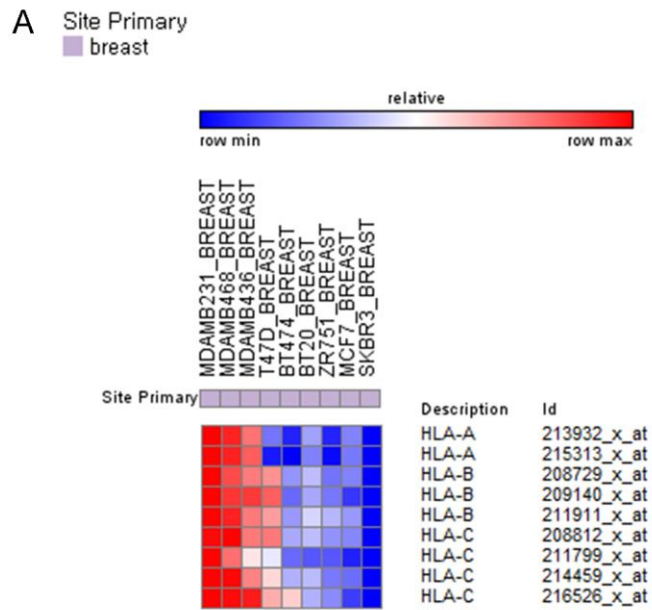 A
Site Primary
breast
relative
row min row max
MDAMB231_BREAST
MDAMB468_BREAST
MDAMB436_BREAST
T47D_BREAST
BT474_BREAST
BT20_BREAST
ZR751_BREAST
MCF7_BREAST
SKBR3_BREAST
Site Primary
Description Id
HLA-A 213932_x_at
HLA-A 215313_x_at
HLA-B 208729_x_at
HLA-B 209140_x_at
HLA-B 211911_x_at
HLA-C 208812_x_at
HLA-C 211799_x_at
HLA-C 214459_x_at
HLA-C 216526_x_at